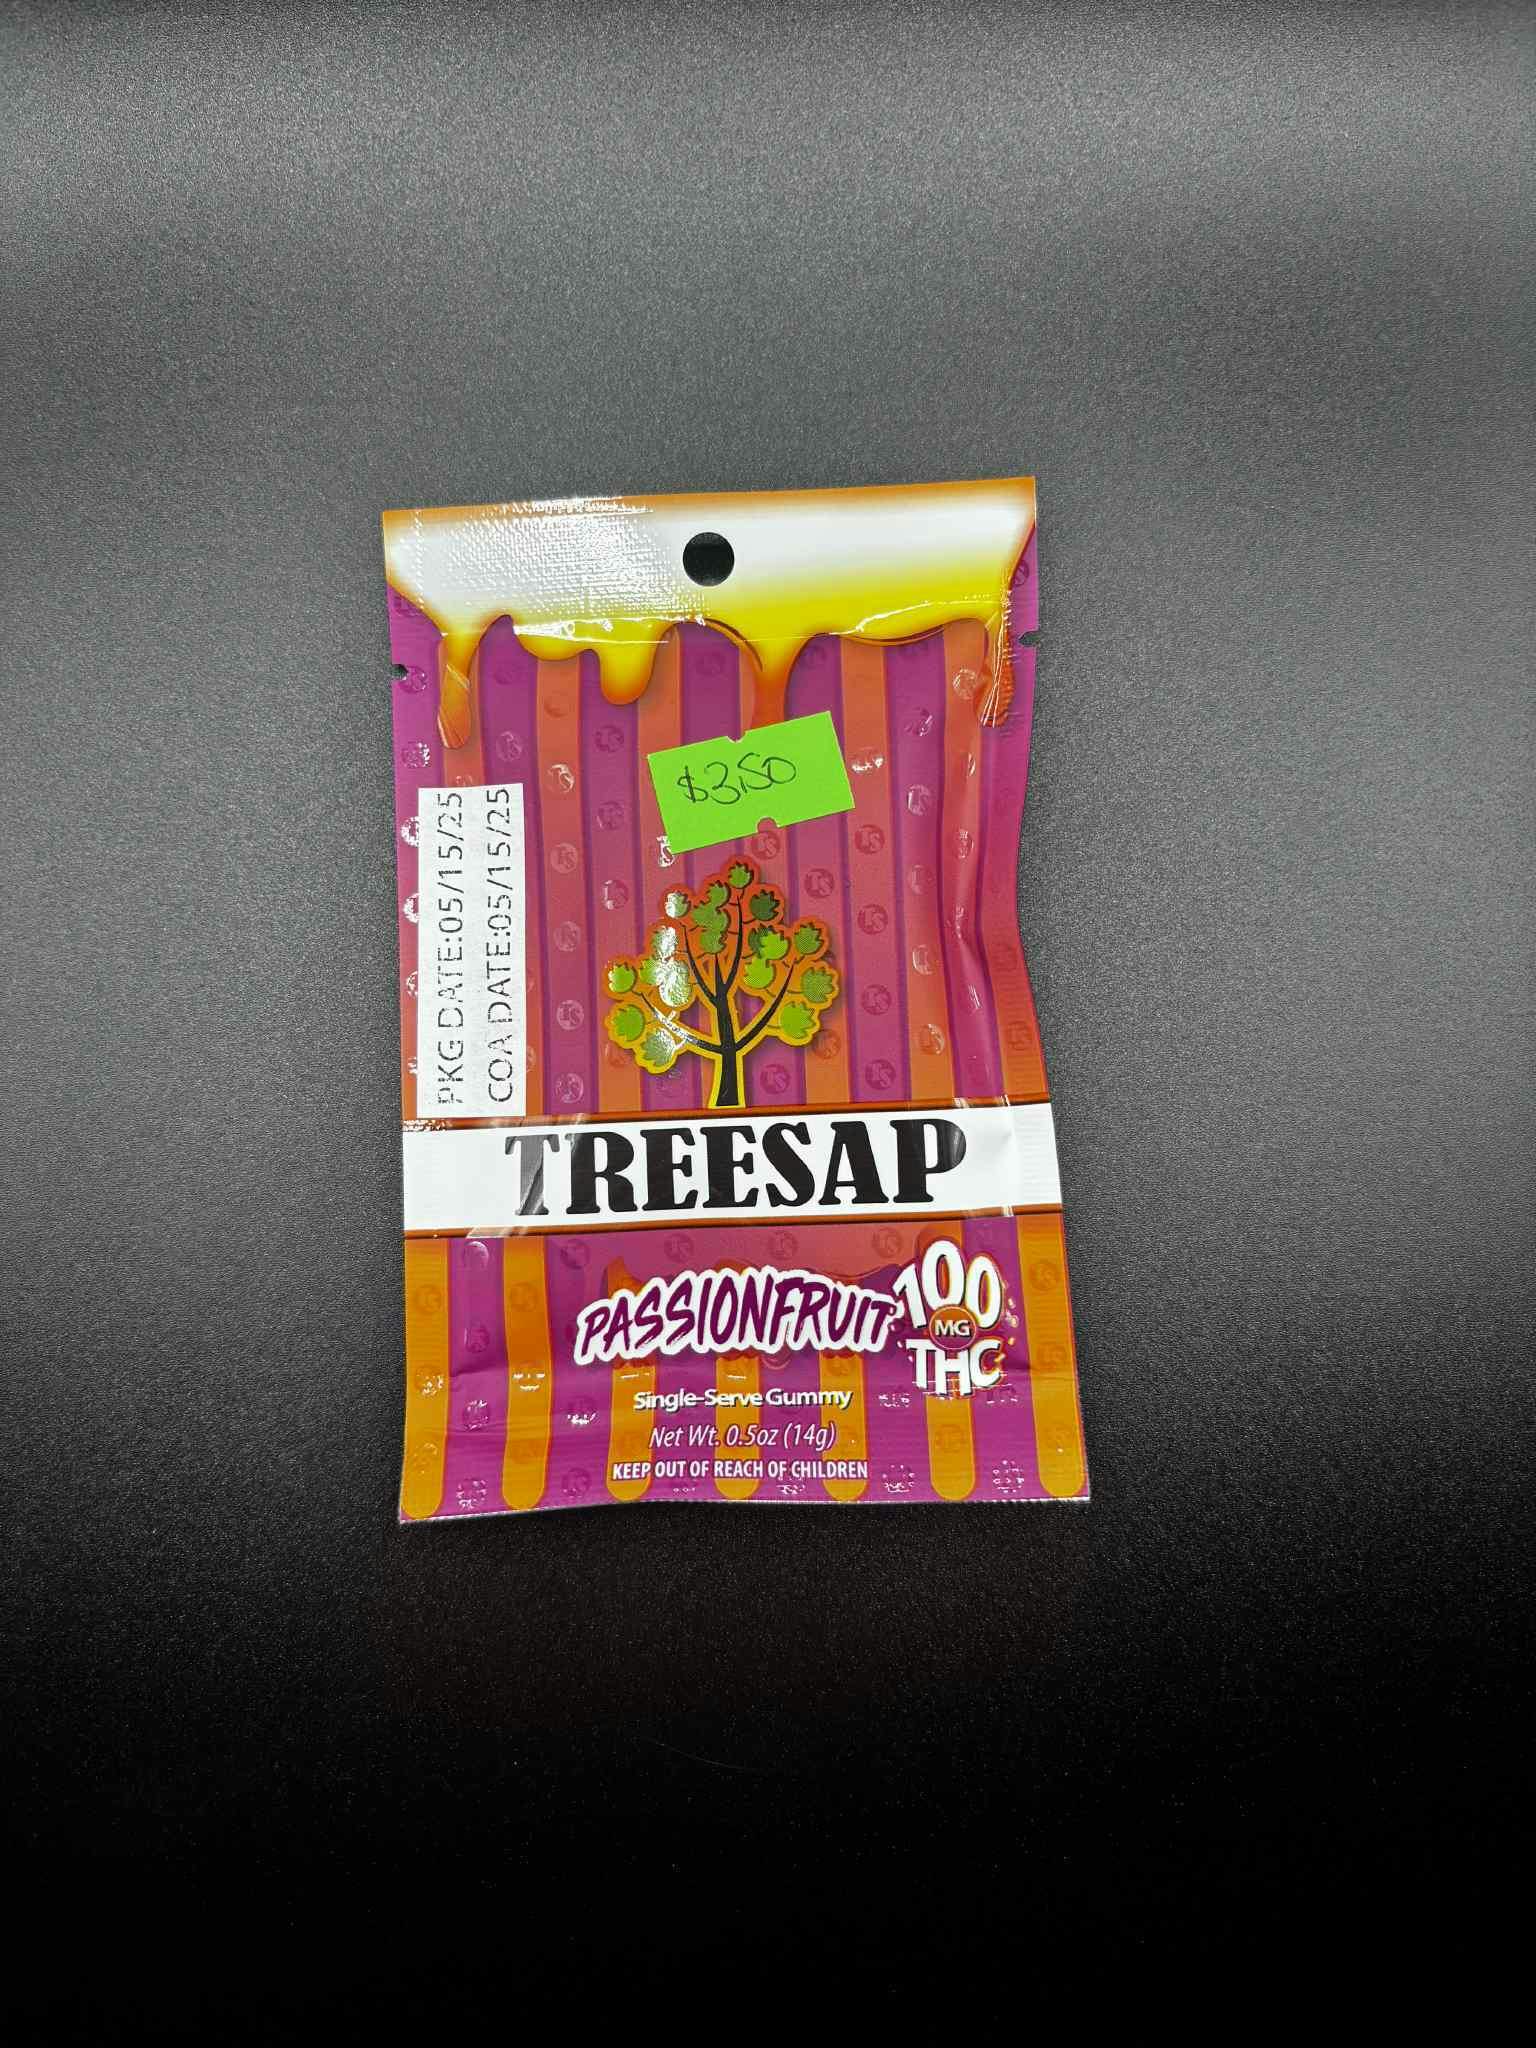 $3.50
PKG DATE:05/15/25
COA DATE:05/15/25
TREESAP
PASSIONFRUIT
100
MG
THC
Single-Serve Gummy
Net Wt. 0.5oz (14g)
KEEP OUT OF REACH OF CHILDREN